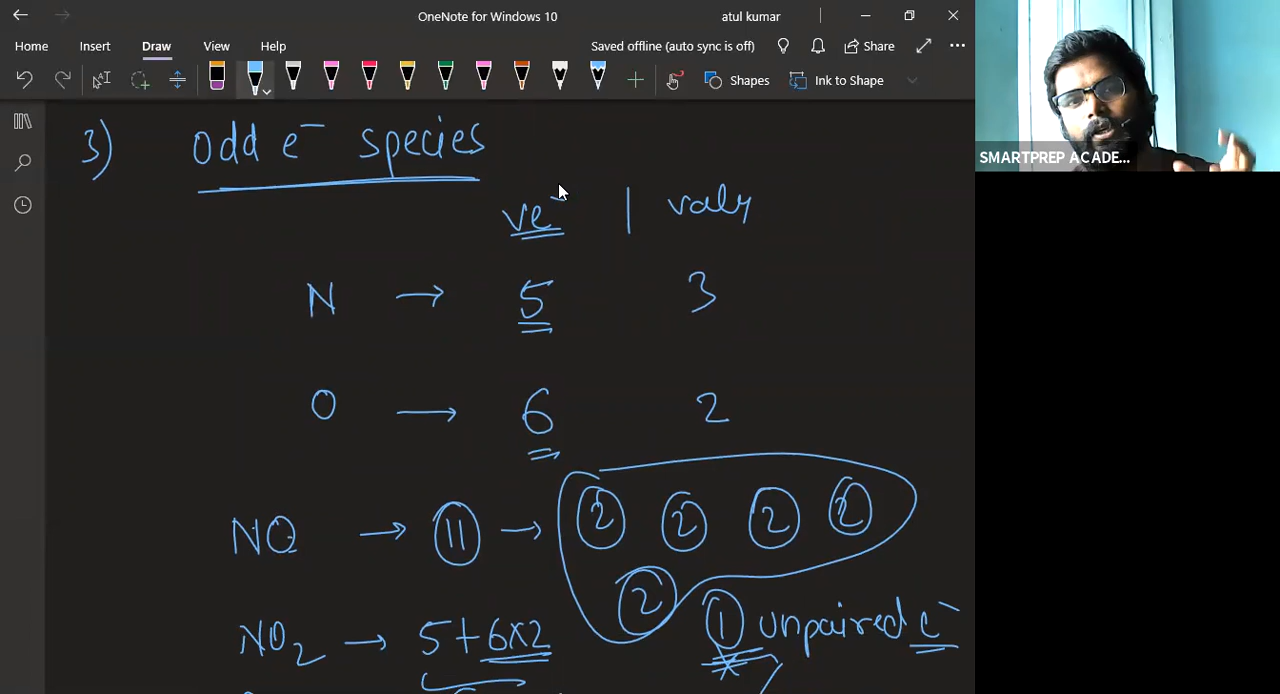 OneNote for Windows 10
atul kumar
Home Insert Draw View Help
Saved offline (auto sync is off)
Share
Shapes
Ink to Shape
SMARTPREP ACADE...
3) Odd e⁻ species
ve⁻ | valy
N → 5 3
O → 6 2
NO → 11 → 2 2 2 2
2 1 unpaired e⁻
NO₂ → 5+6×2